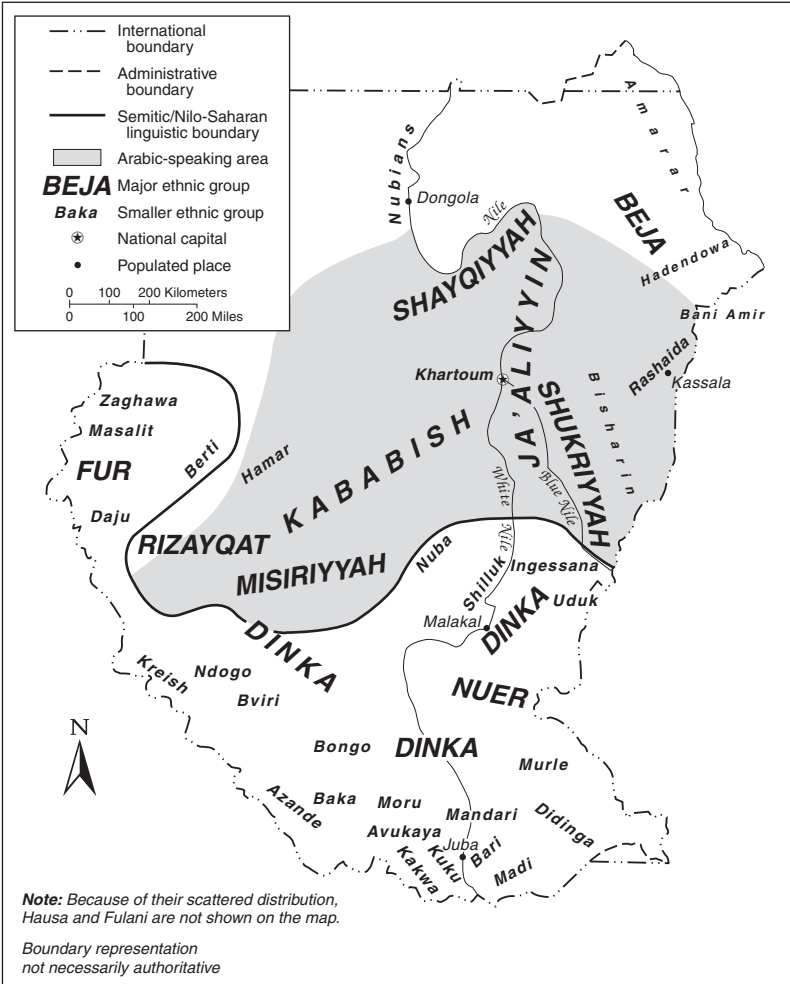 International
boundary
Administrative
boundary
Semitic/Nilo-Saharan
linguistic boundary
Arabic-speaking area
BEJA Major ethnic group
Baka Smaller ethnic group
National capital
Populated place
0 100 200 Kilometers
0 100 200 Miles
Amarar
Nubians
Dongola
Nile
BEJA
SHAYQIYYAH
Hadendowa
JA'ALIYYIN
Bani Amir
Rashaida
Khartoum
Kassala
Zaghawa
Bisharin
SHUKRIYYAH
Masalit
Berti
Hamar
KABABISH
FUR
White Nile
Blue Nile
Daju
RIZAYQAT
Nuba
MISIRIYYAH
Shilluk
Ingessana
DINKA
Uduk
Malakal
DINKA
Kreish
Ndogo
NUER
Bviri
N
Bongo
DINKA
Murle
Azande
Baka
Moru
Mandari
Didinga
Avukaya
Juba
Kakwa
Kuku
Bari
Madi
Note: Because of their scattered distribution,
Hausa and Fulani are not shown on the map.
Boundary representation
not necessarily authoritative